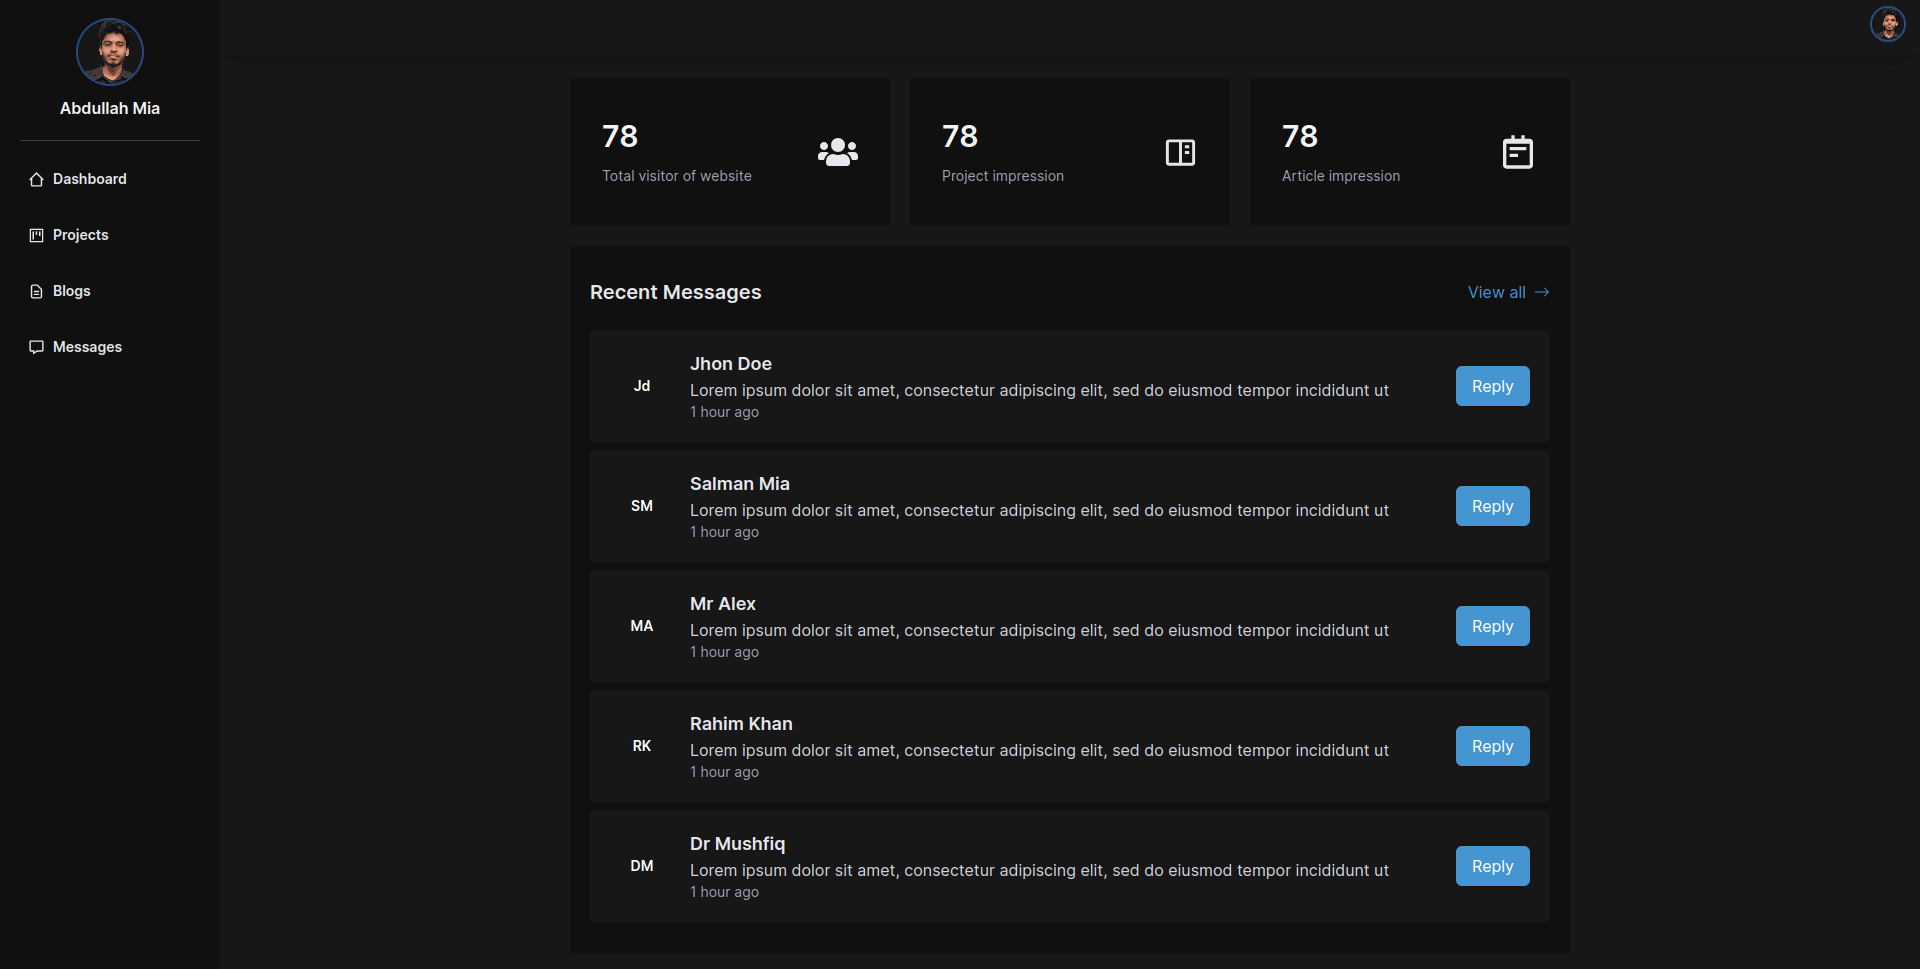 Abdullah Mia
Dashboard
Projects
Blogs
Messages
78
Total visitor of website
78
Project impression
78
Article impression
Recent Messages
View all
Jd
Jhon Doe
Lorem ipsum dolor sit amet, consectetur adipiscing elit, sed do eiusmod tempor incididunt ut
1 hour ago
Reply
SM
Salman Mia
Lorem ipsum dolor sit amet, consectetur adipiscing elit, sed do eiusmod tempor incididunt ut
1 hour ago
Reply
MA
Mr Alex
Lorem ipsum dolor sit amet, consectetur adipiscing elit, sed do eiusmod tempor incididunt ut
1 hour ago
Reply
RK
Rahim Khan
Lorem ipsum dolor sit amet, consectetur adipiscing elit, sed do eiusmod tempor incididunt ut
1 hour ago
Reply
DM
Dr Mushfiq
Lorem ipsum dolor sit amet, consectetur adipiscing elit, sed do eiusmod tempor incididunt ut
1 hour ago
Reply